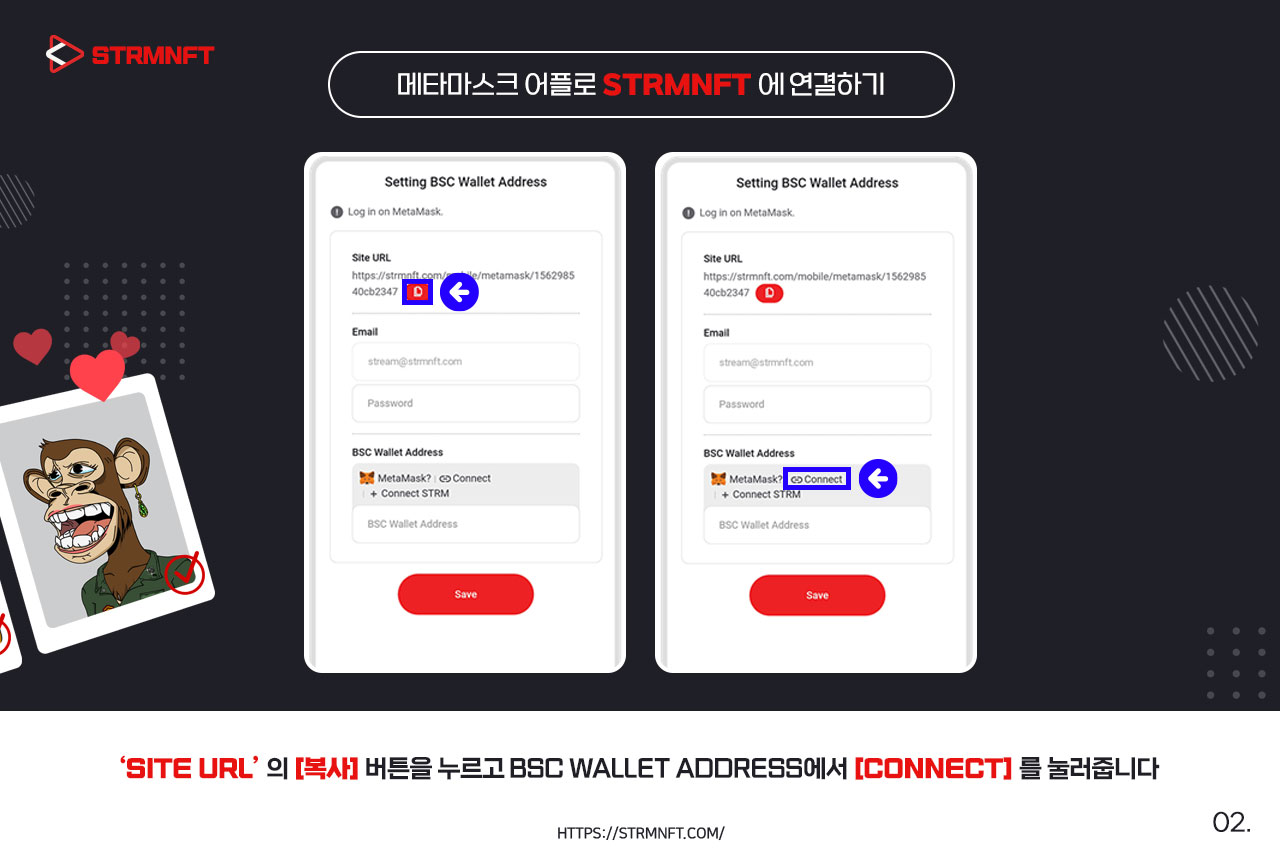 STRMNFT
메타마스크 어플로 STRMNFT 에 연결하기
Setting BSC Wallet Address
Log in on MetaMask.
Site URL
https://strmnft.com/mobile/metamask/1562985
40cb2347
Email
stream@strmnft.com
Password
BSC Wallet Address
MetaMask? | Connect
| + Connect STRM
BSC Wallet Address
Save
Setting BSC Wallet Address
Log in on MetaMask.
Site URL
https://strmnft.com/mobile/metamask/1562985
40cb2347
Email
stream@strmnft.com
Password
BSC Wallet Address
MetaMask? Connect
| + Connect STRM
BSC Wallet Address
Save
‘SITE URL’ 의 [복사] 버튼을 누르고 BSC WALLET ADDRESS에서 [CONNECT] 를 눌러줍니다
HTTPS://STRMNFT.COM/
02.